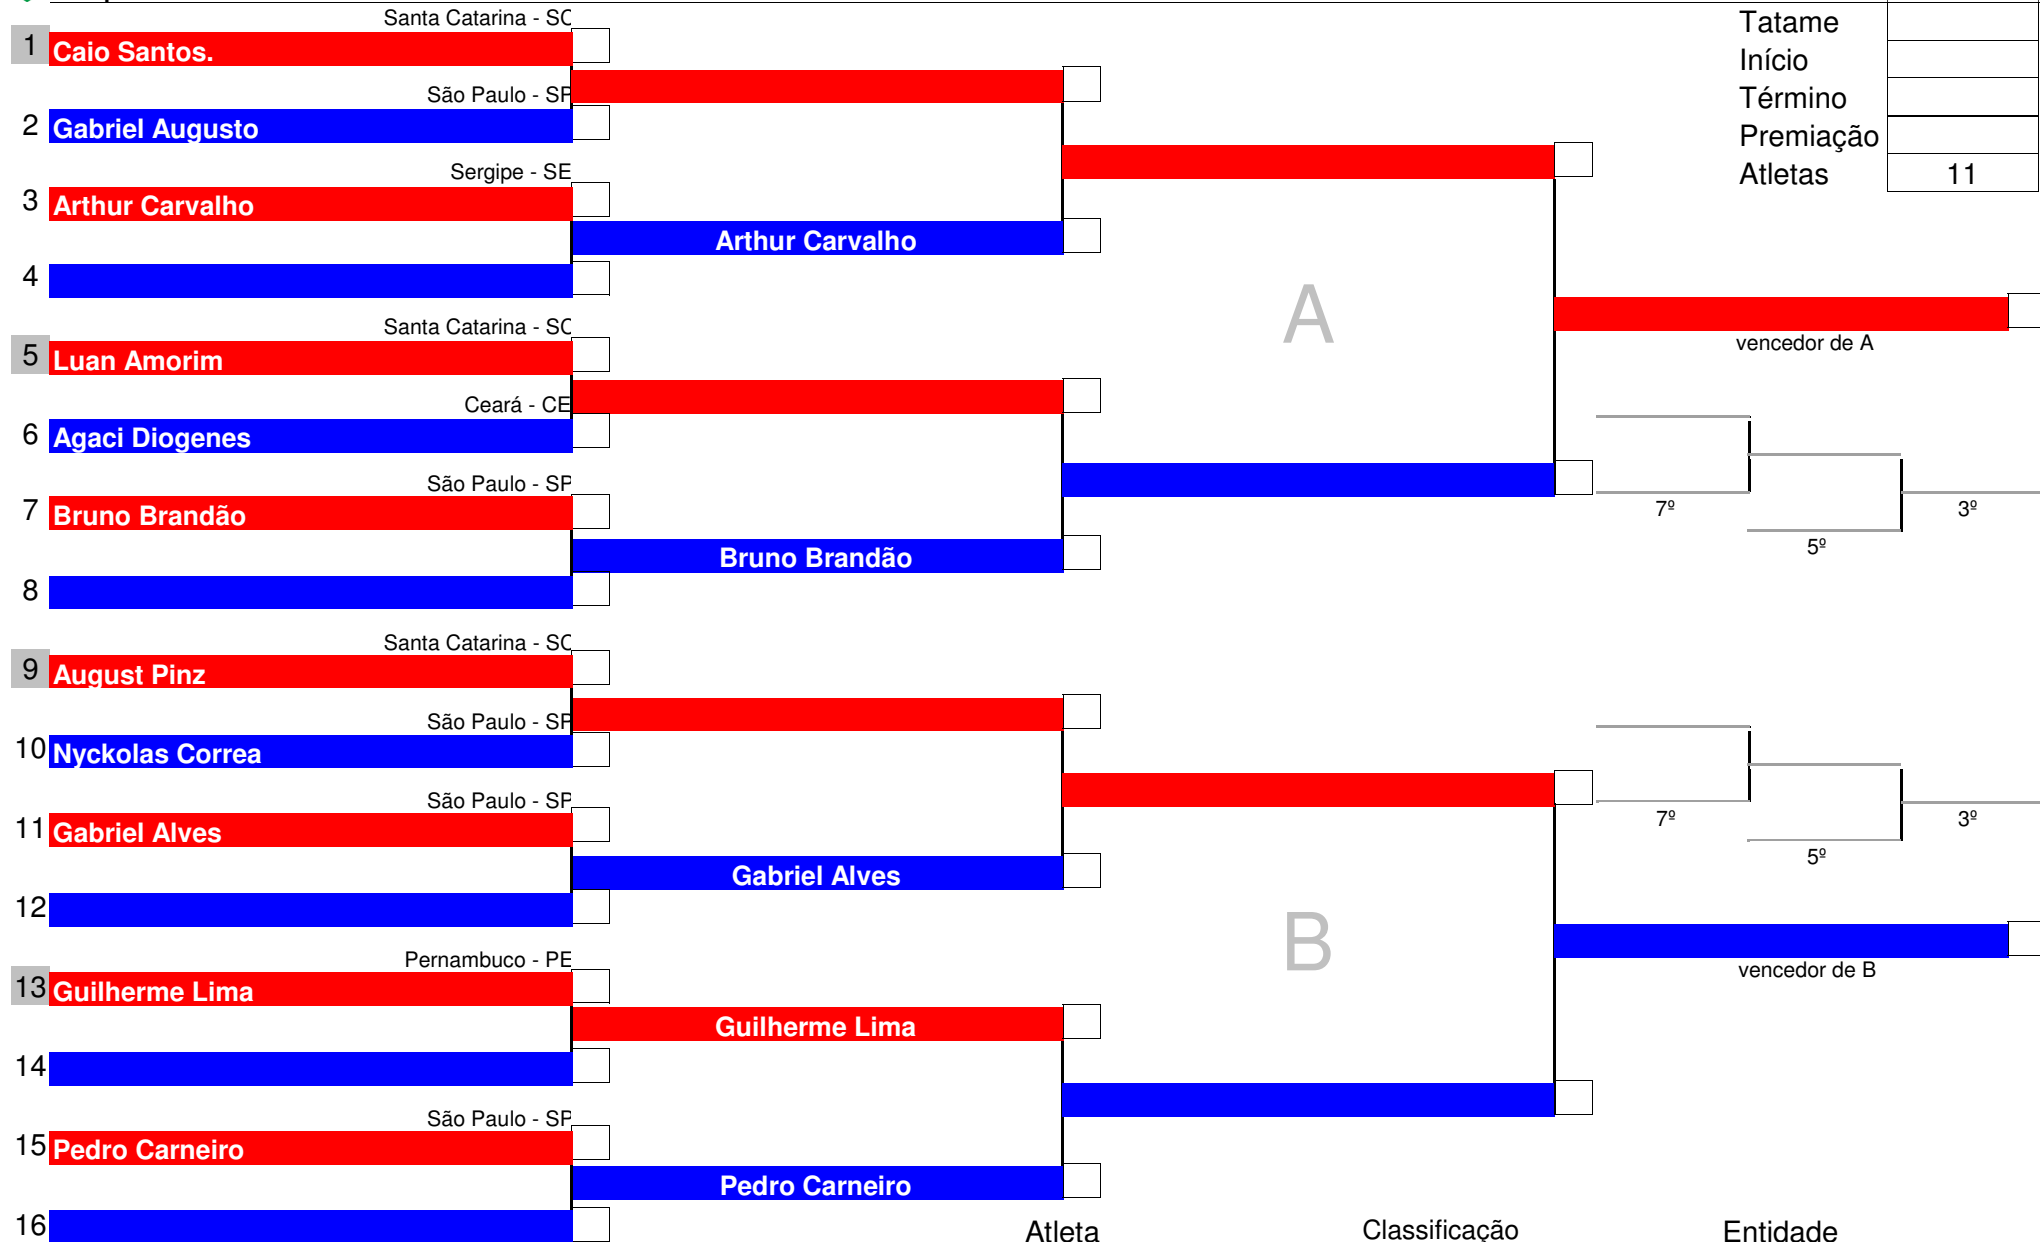 Santa Catarina - SC
1 Caio Santos.
São Paulo - SP
2 Gabriel Augusto
Sergipe - SE
3 Arthur Carvalho
Arthur Carvalho
4
Santa Catarina - SC
5 Luan Amorim
Ceará - CE
6 Agaci Diogenes
São Paulo - SP
7 Bruno Brandão
Bruno Brandão
8
Santa Catarina - SC
9 August Pinz
São Paulo - SP
10 Nyckolas Correa
São Paulo - SP
11 Gabriel Alves
Gabriel Alves
12
Pernambuco - PE
13 Guilherme Lima
Guilherme Lima
14
São Paulo - SP
15 Pedro Carneiro
Pedro Carneiro
16
A
B
Tatame
Início
Término
Premiação
Atletas 11
vencedor de A
7º
3º
5º
7º
3º
5º
vencedor de B
Atleta Classificação Entidade